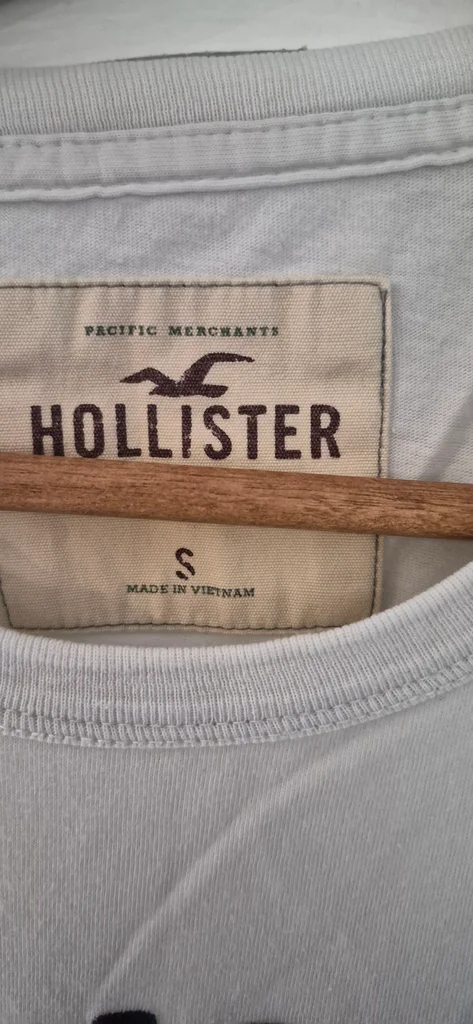 PACIFIC MERCHANTS
HOLLISTER
S
MADE IN VIETNAM